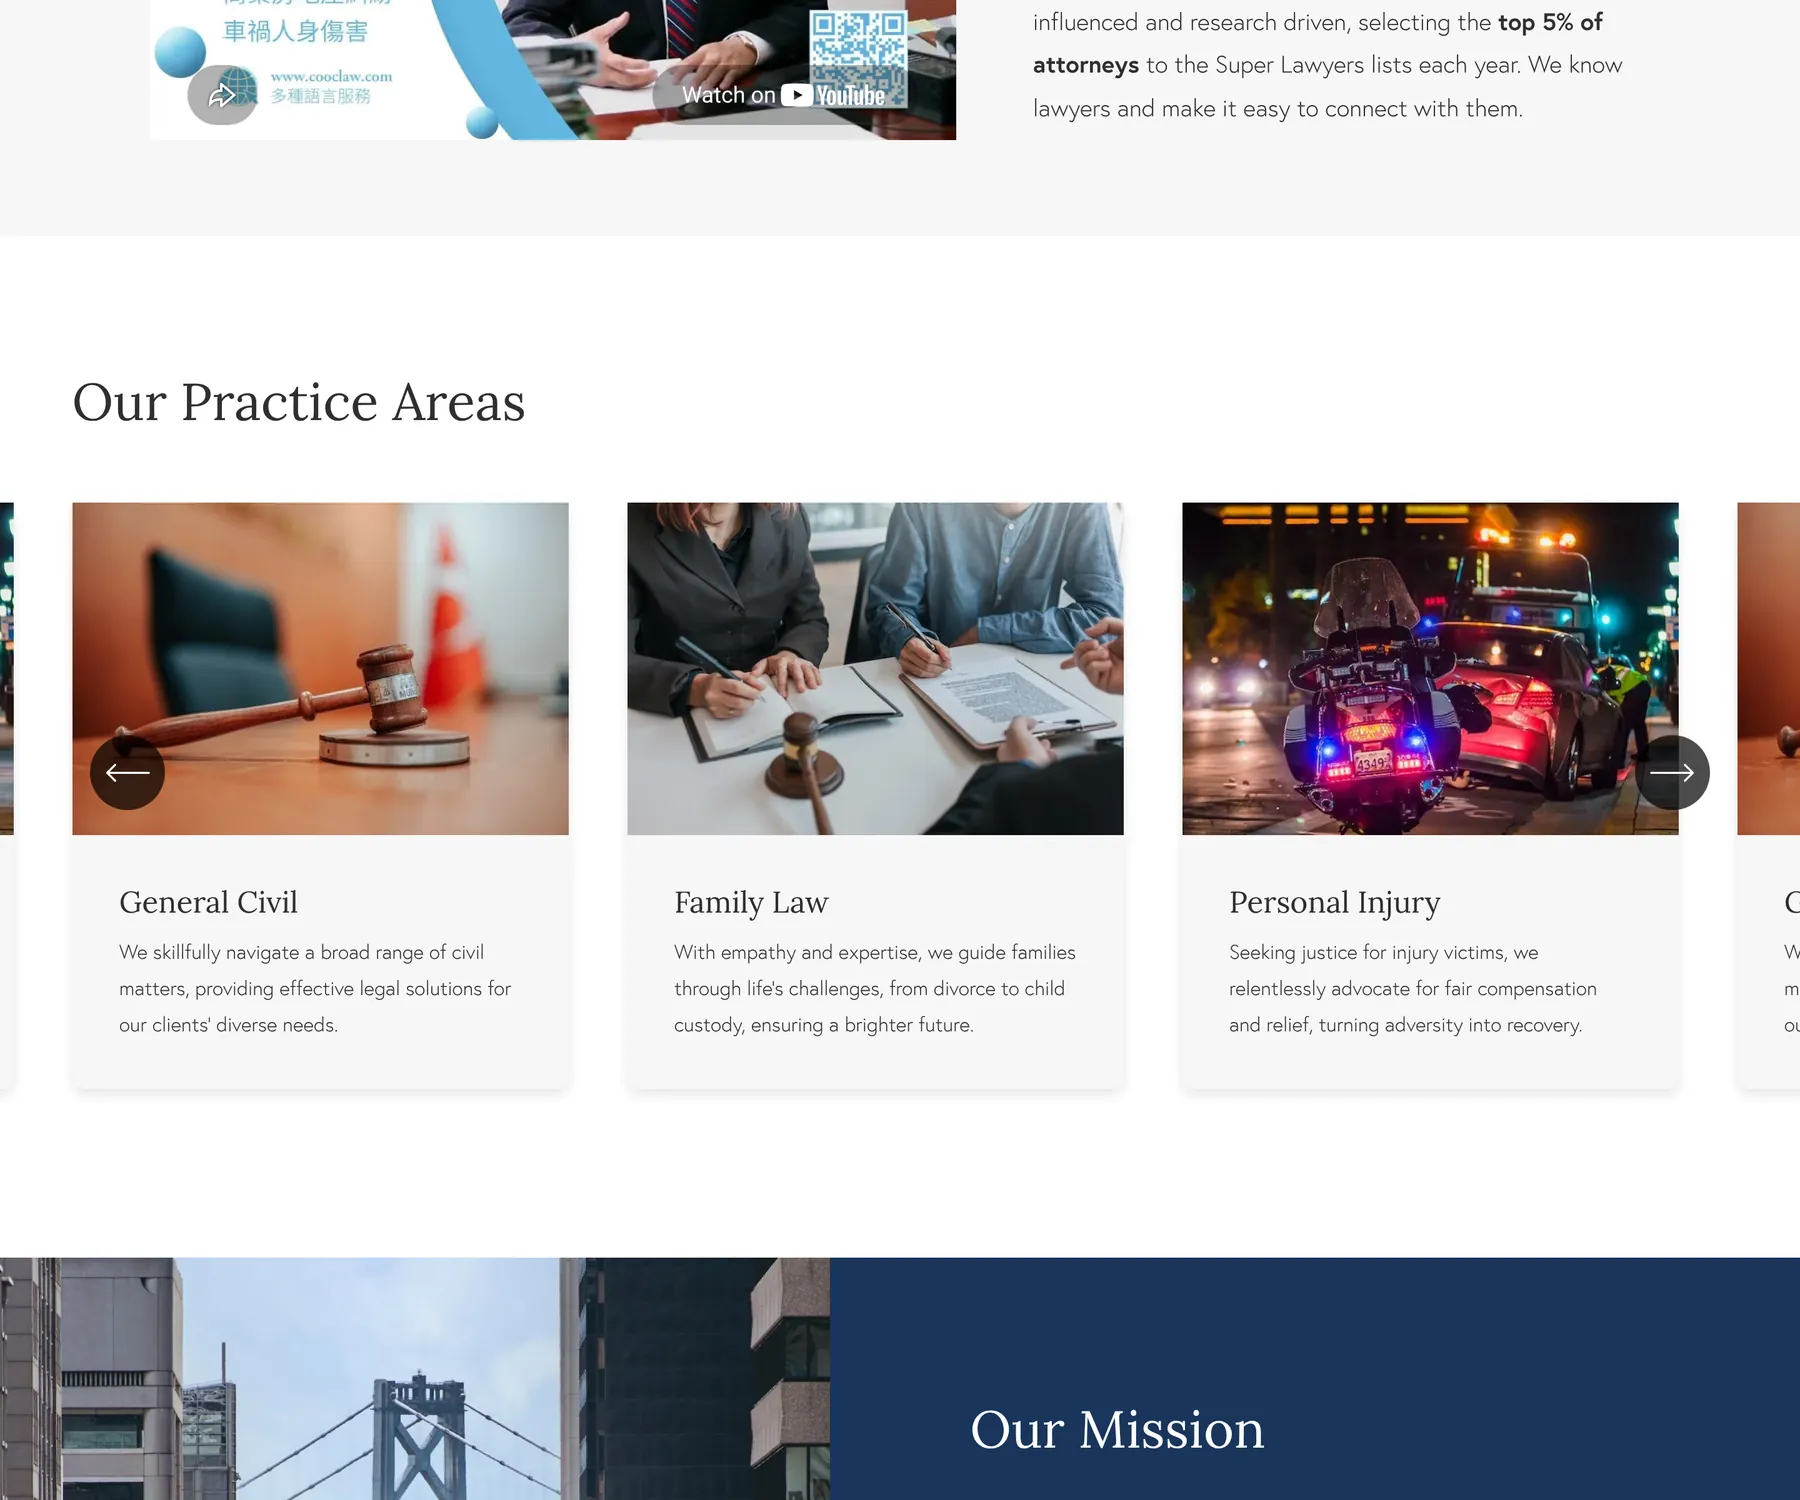 車禍人身傷害
www.cooclaw.com
多種語言服務
Watch on YouTube
influenced and research driven, selecting the top 5% of
attorneys to the Super Lawyers lists each year. We know
lawyers and make it easy to connect with them.
Our Practice Areas
4349
General Civil
We skillfully navigate a broad range of civil
matters, providing effective legal solutions for
our clients' diverse needs.
Family Law
With empathy and expertise, we guide families
through life's challenges, from divorce to child
custody, ensuring a brighter future.
Personal Injury
Seeking justice for injury victims, we
relentlessly advocate for fair compensation
and relief, turning adversity into recovery.
Our Mission